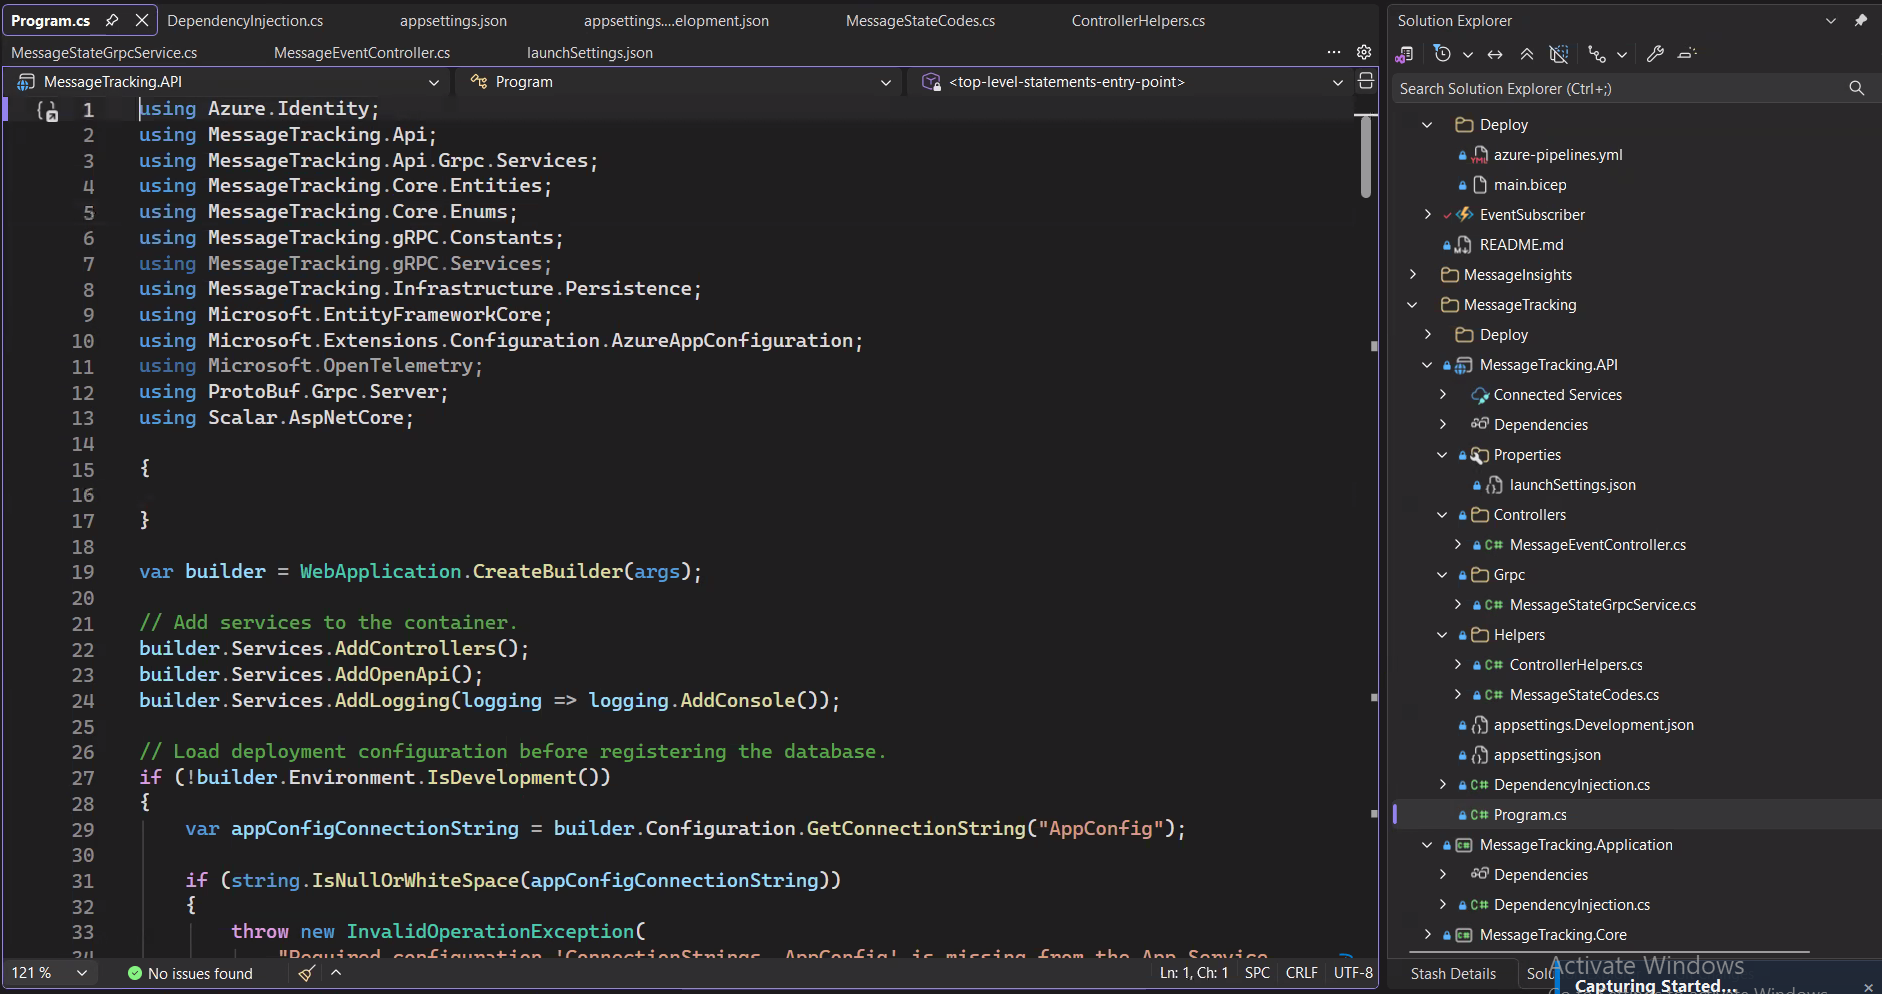 Program.cs
DependencyInjection.cs
appsettings.json
appsettings....elopment.json
MessageStateCodes.cs
ControllerHelpers.cs
MessageStateGrpcService.cs
MessageEventController.cs
launchSettings.json
MessageTracking.API
Program
<top-level-statements-entry-point>
1 using Azure.Identity;
2 using MessageTracking.Api;
3 using MessageTracking.Api.Grpc.Services;
4 using MessageTracking.Core.Entities;
5 using MessageTracking.Core.Enums;
6 using MessageTracking.gRPC.Constants;
7 using MessageTracking.gRPC.Services;
8 using MessageTracking.Infrastructure.Persistence;
9 using Microsoft.EntityFrameworkCore;
10 using Microsoft.Extensions.Configuration.AzureAppConfiguration;
11 using Microsoft.OpenTelemetry;
12 using ProtoBuf.Grpc.Server;
13 using Scalar.AspNetCore;
14
15 {
16
17 }
18
19 var builder = WebApplication.CreateBuilder(args);
20
21 // Add services to the container.
22 builder.Services.AddControllers();
23 builder.Services.AddOpenApi();
24 builder.Services.AddLogging(logging => logging.AddConsole());
25
26 // Load deployment configuration before registering the database.
27 if (!builder.Environment.IsDevelopment())
28 {
29 var appConfigConnectionString = builder.Configuration.GetConnectionString("AppConfig");
30
31 if (string.IsNullOrWhiteSpace(appConfigConnectionString))
32 {
33 throw new InvalidOperationException(
34 "Required configuration 'ConnectionStrings__AppConfig' is missing from the App Service
121 %
No issues found
Ln: 1, Ch: 1
SPC
CRLF
UTF-8
Solution Explorer
Search Solution Explorer (Ctrl+;)
Deploy
azure-pipelines.yml
main.bicep
EventSubscriber
README.md
MessageInsights
MessageTracking
Deploy
MessageTracking.API
Connected Services
Dependencies
Properties
launchSettings.json
Controllers
MessageEventController.cs
Grpc
MessageStateGrpcService.cs
Helpers
ControllerHelpers.cs
MessageStateCodes.cs
appsettings.Development.json
appsettings.json
DependencyInjection.cs
Program.cs
MessageTracking.Application
Dependencies
DependencyInjection.cs
MessageTracking.Core
Stash Details
Activate Windows
Capturing Started...